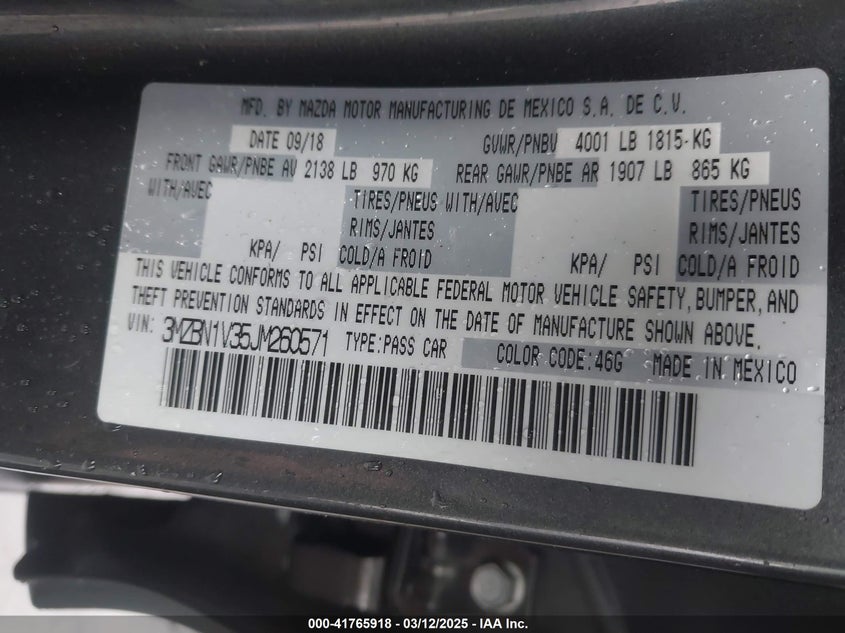 MFD. BY MAZDA MOTOR MANUFACTURING DE MEXICO S.A. DE C.V.
DATE 09/18 GVWR/PNBV 4001 LB 1815-KG
FRONT GAWR/PNBE AV 2138 LB 970 KG REAR GAWR/PNBE AR 1907 LB 865 KG
WITH/AVEC TIRES/PNEUS WITH/AVEC TIRES/PNEUS
RIMS/JANTES RIMS/JANTES
KPA/ PSI COLD/A FROID KPA/ PSI COLD/A FROID
THIS VEHICLE CONFORMS TO ALL APPLICABLE FEDERAL MOTOR VEHICLE SAFETY, BUMPER, AND
THEFT PREVENTION STANDARDS IN EFFECT ON THE DATE OF MANUFACTURE SHOWN ABOVE.
VIN: 3MZBN1V35JM260571 TYPE:PASS CAR COLOR CODE:46G MADE IN MEXICO
000-41765918 - 03/12/2025 - IAA Inc.